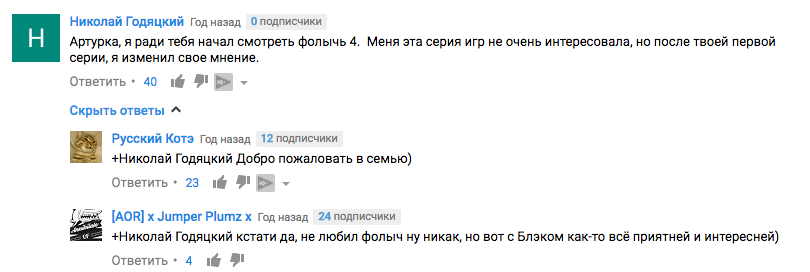 Н
Николай Годяцкий Год назад 0 подписчики
Артурка, я ради тебя начал смотреть фолычь 4. Меня эта серия игр не очень интересовала, но после твоей первой
серии, я изменил свое мнение.
Ответить • 40
Скрыть ответы
Русский Котэ Год назад 12 подписчики
+Николай Годяцкий Добро пожаловать в семью)
Ответить • 23
[AOR] x Jumper Plumz x Год назад 24 подписчики
+Николай Годяцкий кстати да, не любил фолыч ну никак, но вот с Блэком как-то всё приятней и интересней)
Ответить • 4